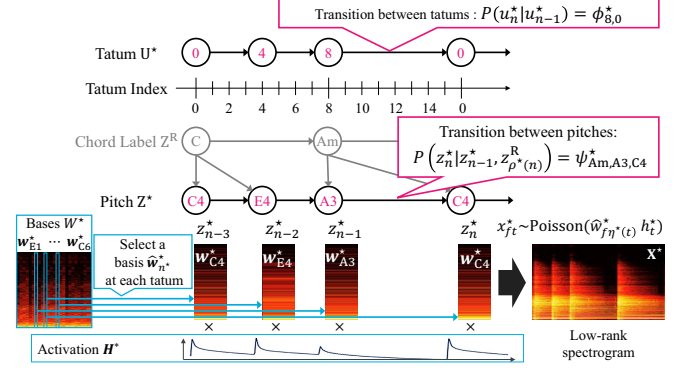 Transition between tatums : P(u⋆n|u⋆n−1) = ϕ⋆8,0
Tatum U⋆ 0 4 8 0
Tatum Index
0 2 4 6 8 10 12 14 0
Chord Label Zᴿ C Am
Transition between pitches:
P(z⋆n|z⋆n−1, zᴿρ⋆(n)) = ψ⋆Am,A3,C4
Pitch Z⋆ C4 E4 A3 C4
z⋆n−3 z⋆n−2 z⋆n−1 z⋆n
x⋆ft~Poisson(ŵ⋆fη⋆(t) h⋆t)
Bases W⋆
w⋆E1 ⋯ w⋆C6
Select a
basis ŵ⋆n⋆
at each tatum
w⋆C4 w⋆E4 w⋆A3 w⋆C4
X⋆
× × × ×
Low-rank
spectrogram
Activation H⋆